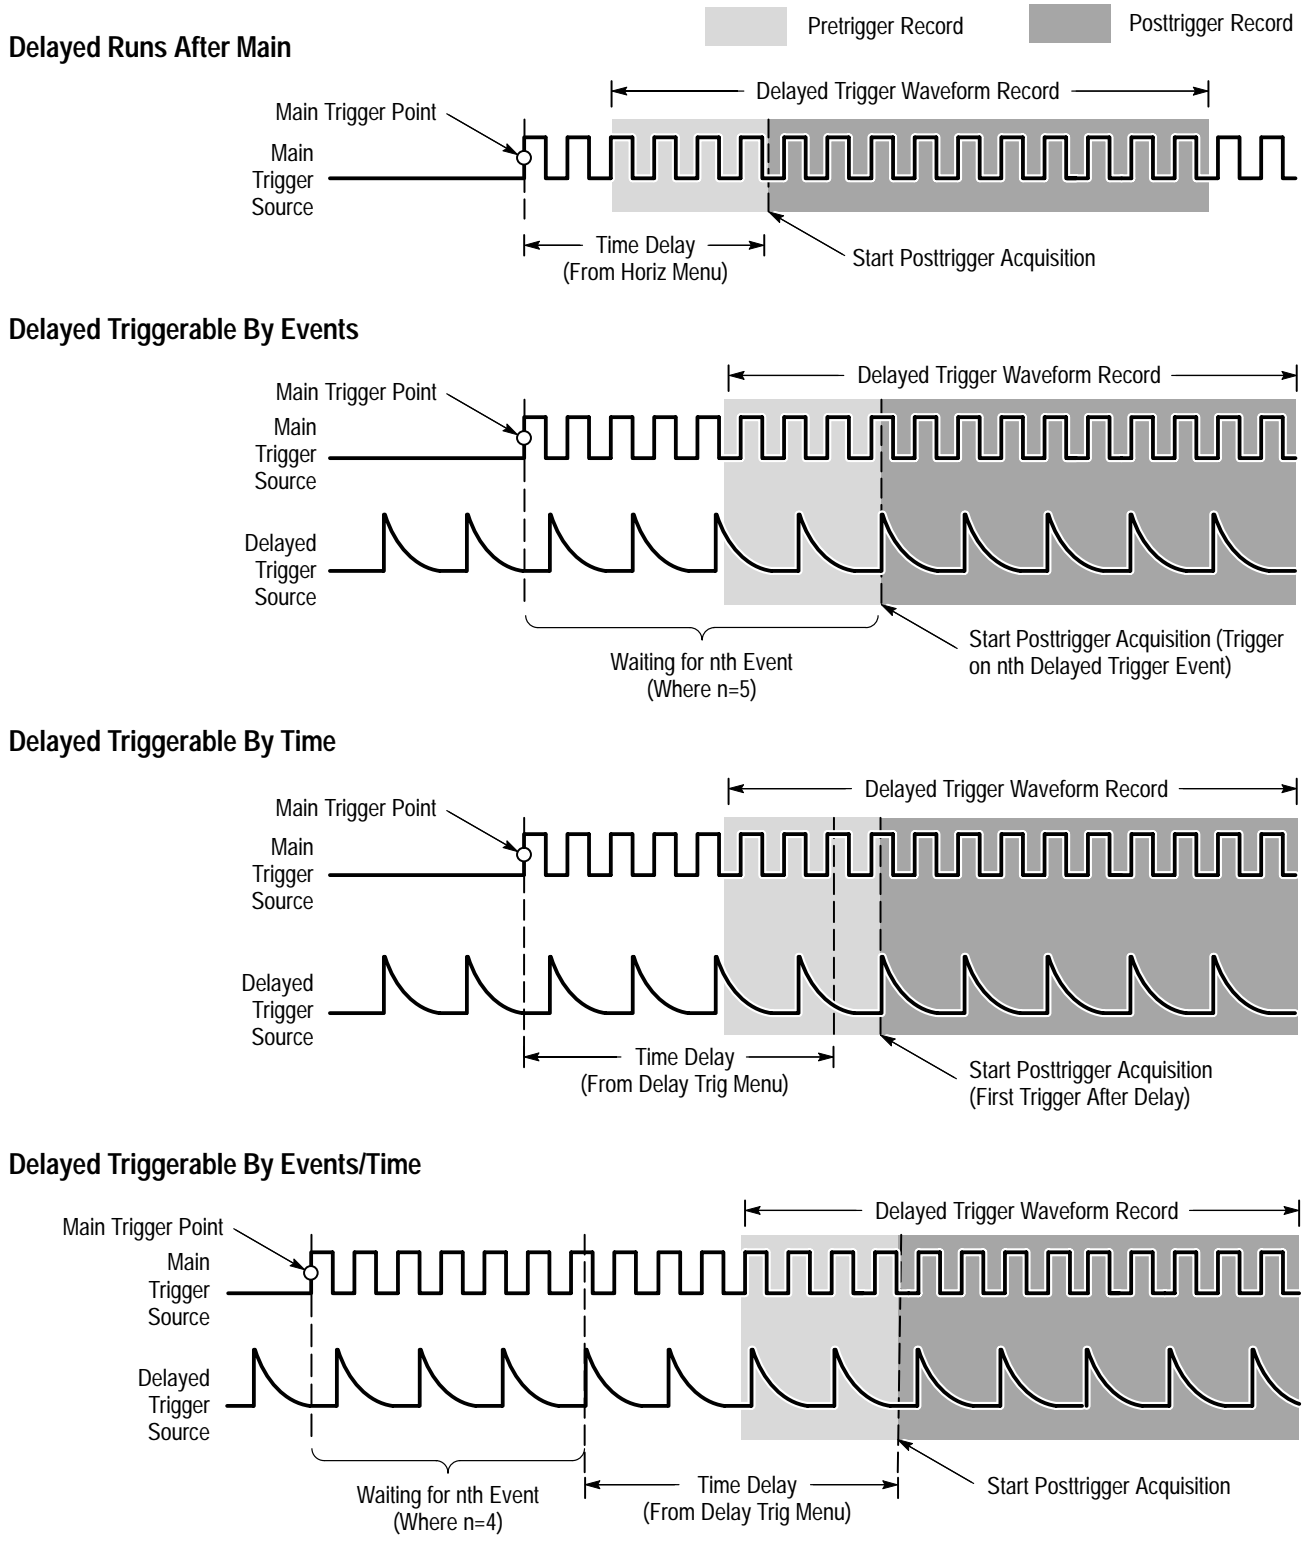 Pretrigger Record
Posttrigger Record
Delayed Runs After Main
Delayed Trigger Waveform Record
Main Trigger Point
Main
Trigger
Source
Time Delay
(From Horiz Menu)
Start Posttrigger Acquisition
Delayed Triggerable By Events
Delayed Trigger Waveform Record
Main Trigger Point
Main
Trigger
Source
Delayed
Trigger
Source
Waiting for nth Event
(Where n=5)
Start Posttrigger Acquisition (Trigger
on nth Delayed Trigger Event)
Delayed Triggerable By Time
Delayed Trigger Waveform Record
Main Trigger Point
Main
Trigger
Source
Delayed
Trigger
Source
Time Delay
(From Delay Trig Menu)
Start Posttrigger Acquisition
(First Trigger After Delay)
Delayed Triggerable By Events/Time
Delayed Trigger Waveform Record
Main Trigger Point
Main
Trigger
Source
Delayed
Trigger
Source
Waiting for nth Event
(Where n=4)
Time Delay
(From Delay Trig Menu)
Start Posttrigger Acquisition